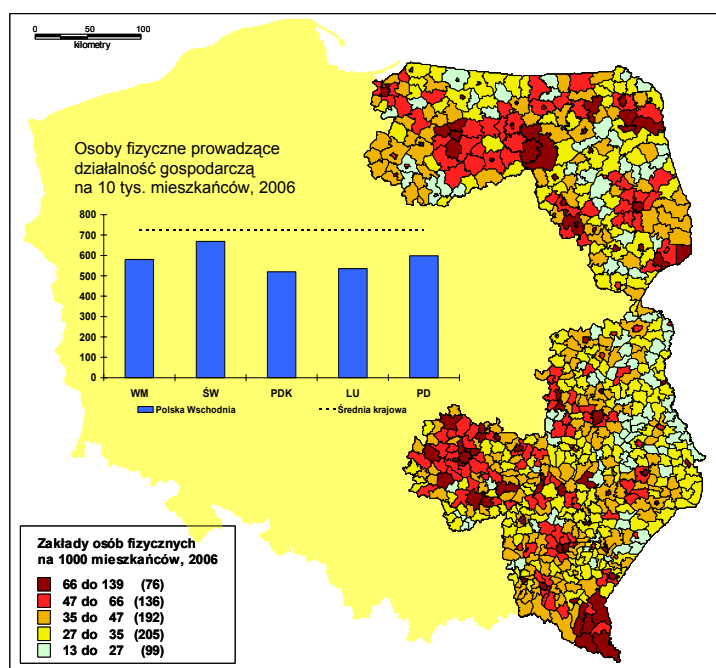 0 50 100
kilometry
Osoby fizyczne prowadzące
działalność gospodarczą
na 10 tys. mieszkańców, 2006
800
700
600
500
400
300
200
100
0
WM ŚW PDK LU PD
Polska Wschodnia Średnia krajowa
Zakłady osób fizycznych
na 1000 mieszkańców, 2006
66 do 139 (76)
47 do 66 (136)
35 do 47 (192)
27 do 35 (205)
13 do 27 (99)